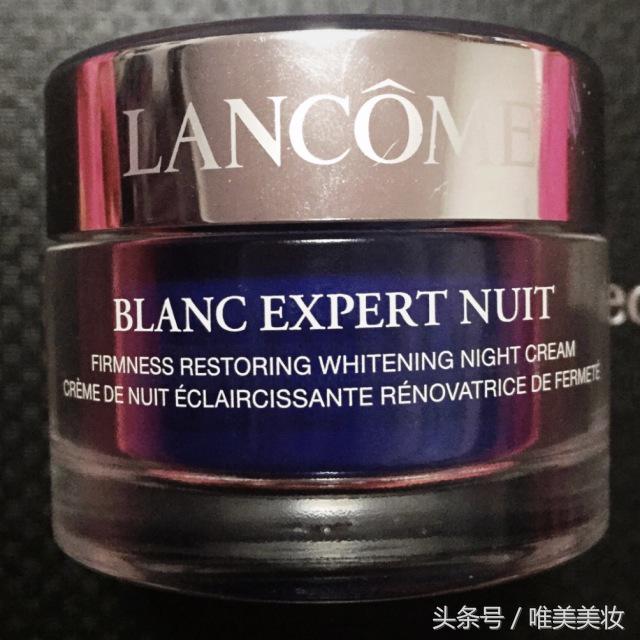 LANCÔME
ec
BLANC EXPERT NUIT
FIRMNESS RESTORING WHITENING NIGHT CREAM
CRÈME DE NUIT ÉCLAIRCISSANTE RÉNOVATRICE DE FERMETÉ
头条号 / 唯美美妆